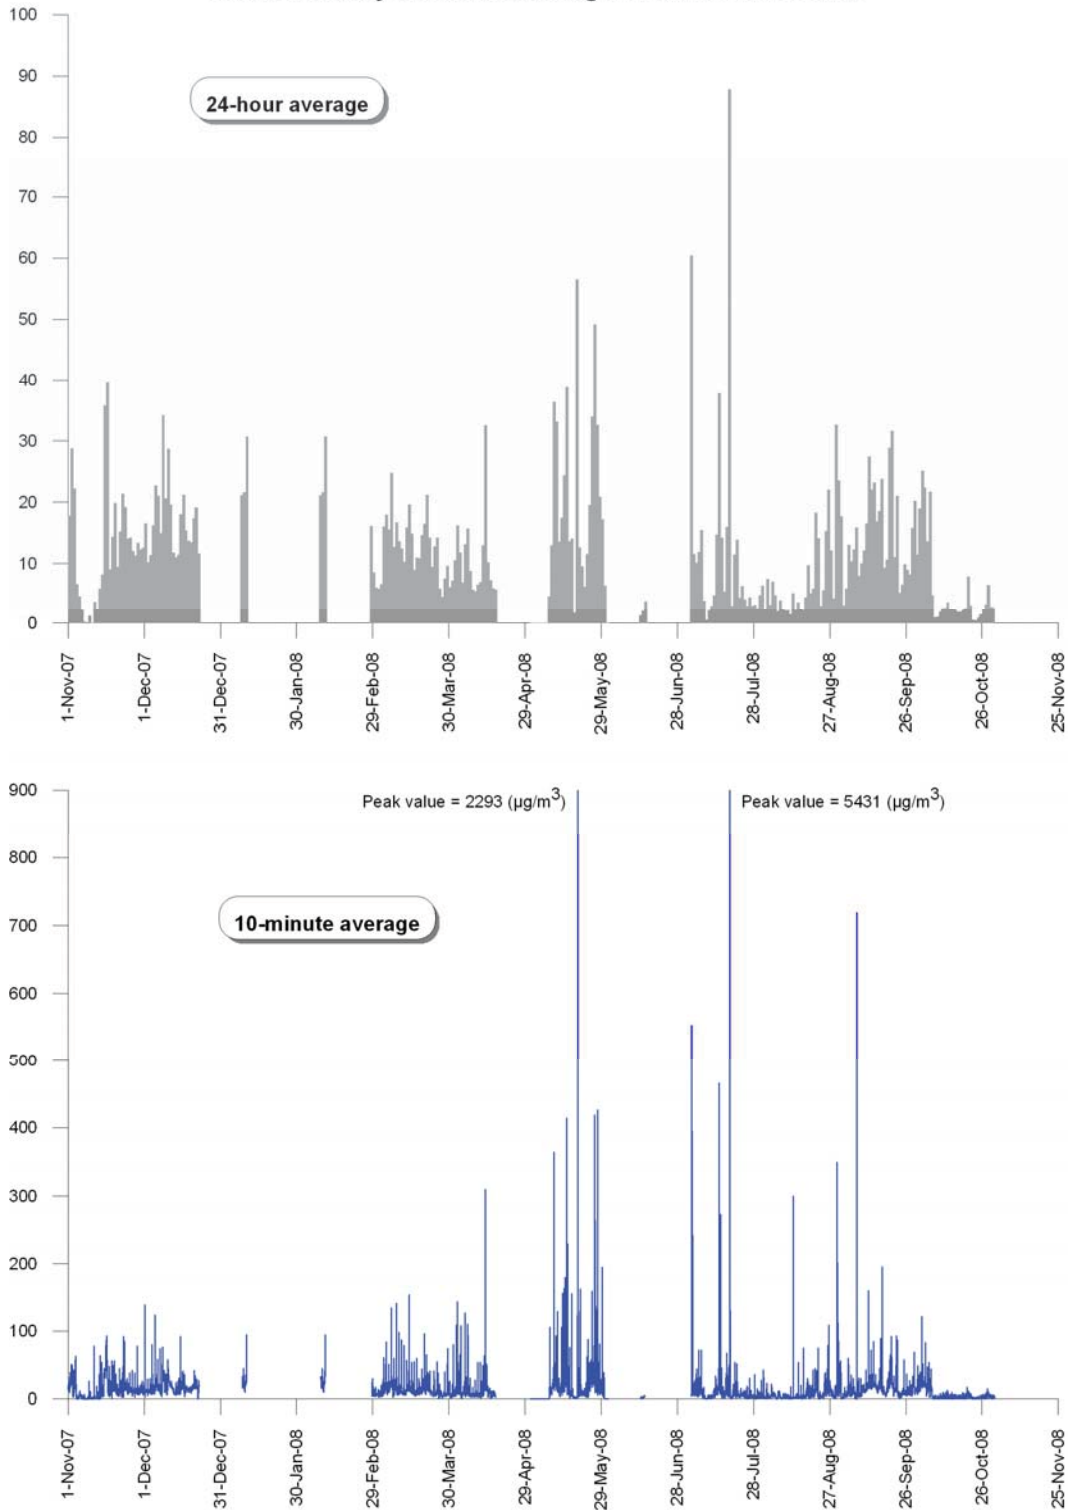 100
90
80
70
60
50
40
30
20
10
0
24-hour average
1-Nov-07
1-Dec-07
31-Dec-07
30-Jan-08
29-Feb-08
30-Mar-08
29-Apr-08
29-May-08
28-Jun-08
28-Jul-08
27-Aug-08
26-Sep-08
26-Oct-08
25-Nov-08
900
800
700
600
500
400
300
200
100
0
Peak value = 2293 (µg/m³)
Peak value = 5431 (µg/m³)
10-minute average
1-Nov-07
1-Dec-07
31-Dec-07
30-Jan-08
29-Feb-08
30-Mar-08
29-Apr-08
29-May-08
28-Jun-08
28-Jul-08
27-Aug-08
26-Sep-08
26-Oct-08
25-Nov-08